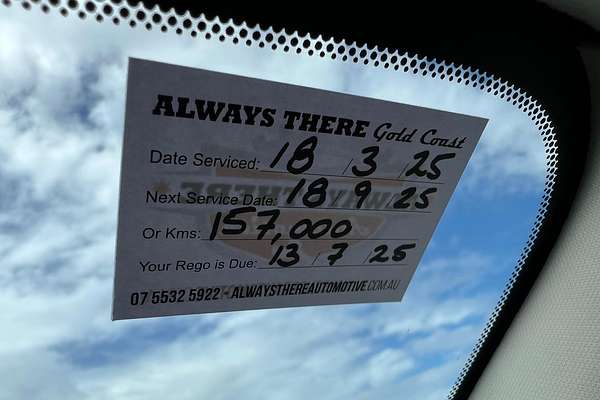 ALWAYS THERE Gold Coast
Date Serviced: 18 / 3 / 25
Next Service Date: 18 9 / 25
Or Kms: 157,000
Your Rego is Due: 13 / 7 / 25
07 5532 5922 - ALWAYSTHEREAUTOMOTIVE.COM.AU